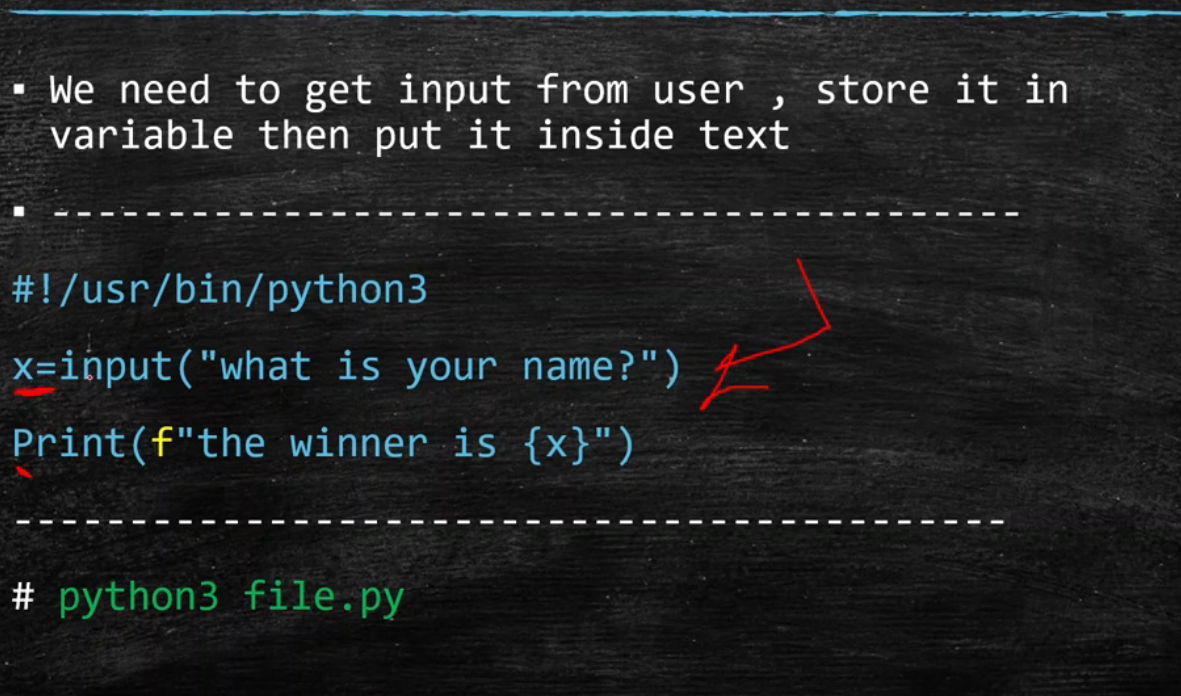 ▪ We need to get input from user , store it in
variable then put it inside text
▪ ------------------------------------------
#!/usr/bin/python3
x=input("what is your name?")
Print(f"the winner is {x}")
-------------------------------------------
# python3 file.py